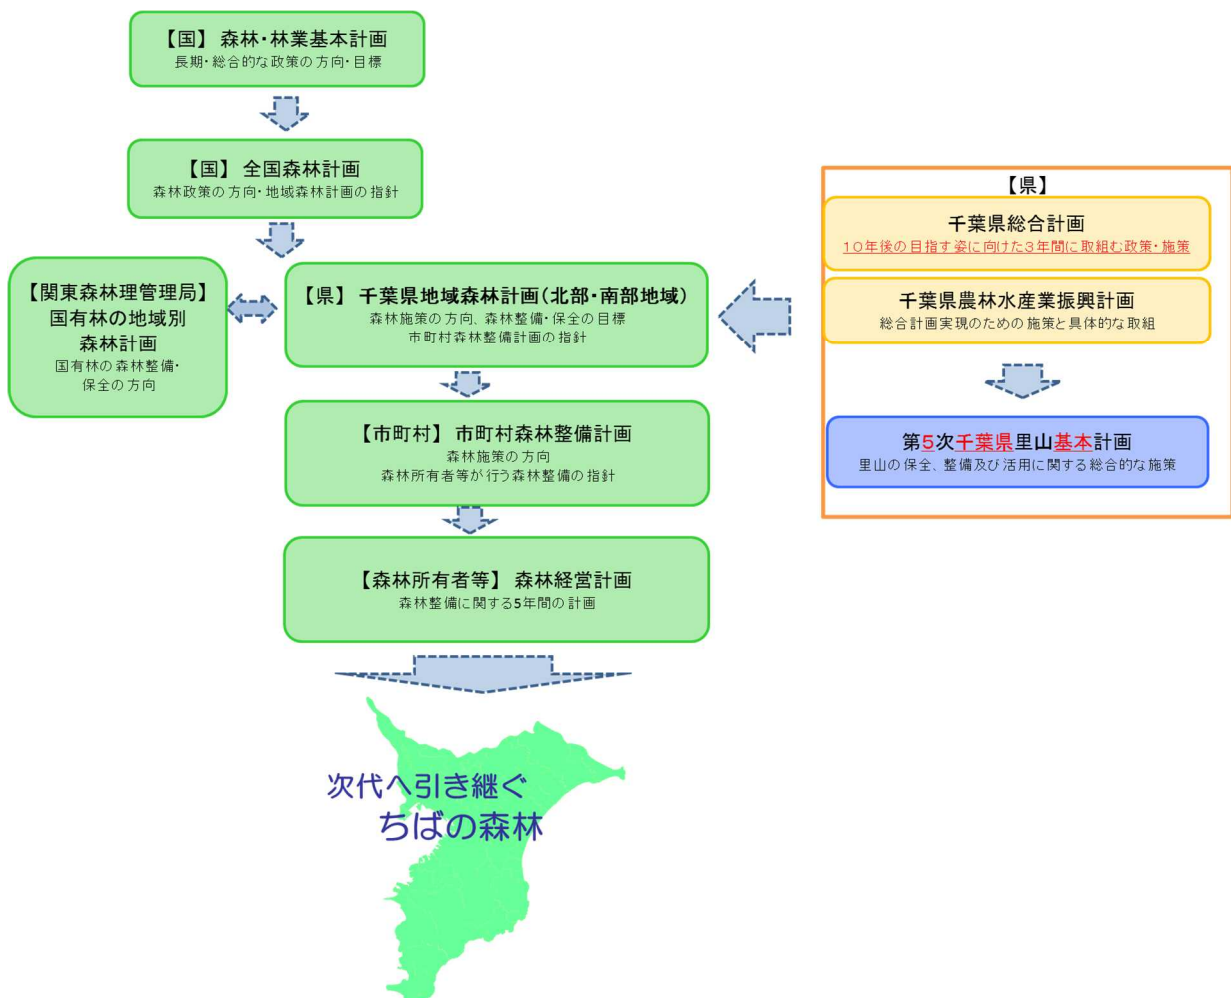 【国】 森林・林業基本計画
長期・総合的な政策の方向・目標
【国】 全国森林計画
森林政策の方向・地域森林計画の指針
【関東森林理管理局】
国有林の地域別
森林計画
国有林の森林整備・
保全の方向
【県】 千葉県地域森林計画(北部・南部地域)
森林施策の方向、森林整備・保全の目標
市町村森林整備計画の指針
【市町村】 市町村森林整備計画
森林施策の方向
森林所有者等が行う森林整備の指針
【森林所有者等】 森林経営計画
森林整備に関する5年間の計画
【県】
千葉県総合計画
10年後の目指す姿に向けた3年間に取組む政策・施策
千葉県農林水産業振興計画
総合計画実現のための施策と具体的な取組
第5次千葉県里山基本計画
里山の保全、整備及び活用に関する総合的な施策
次代へ引き継ぐ
ちばの森林